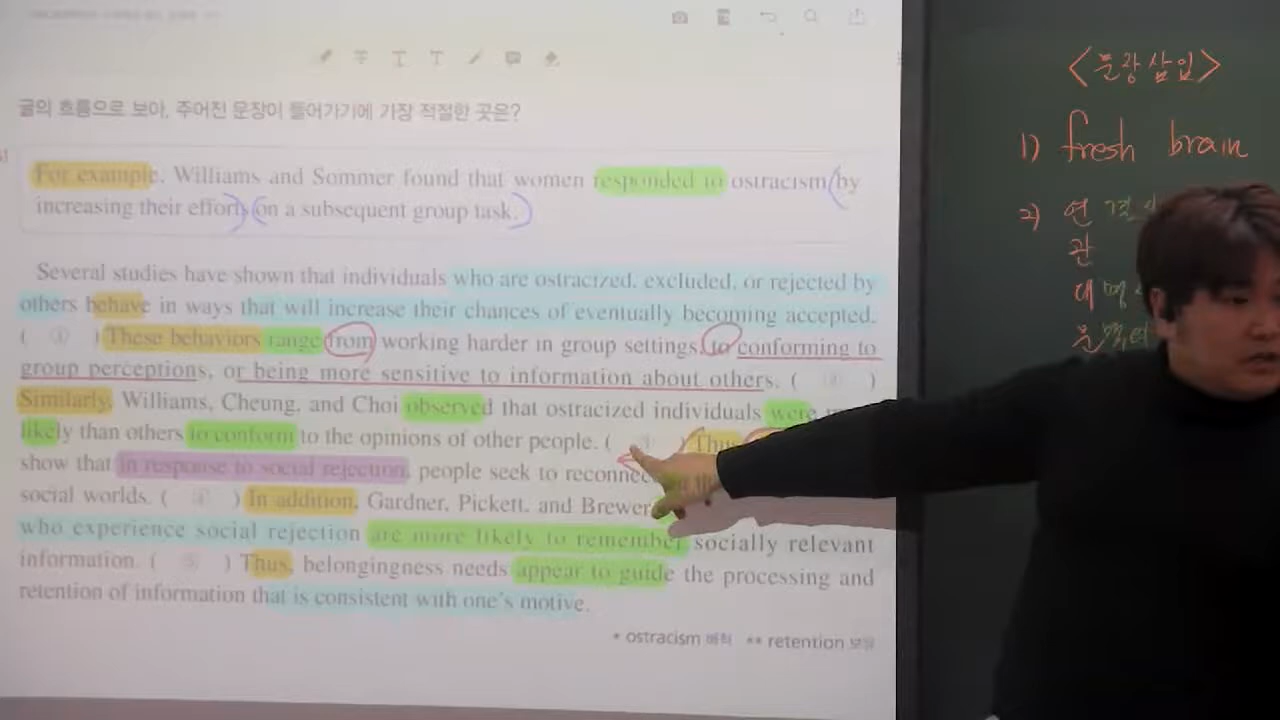 글의 흐름으로 보아, 주어진 문장이 들어가기에 가장 적절한 곳은?
For example, Williams and Sommer found that women responded to ostracism by
increasing their efforts on a subsequent group task.
Several studies have shown that individuals who are ostracized, excluded, or rejected by
others behave in ways that will increase their chances of eventually becoming accepted.
( ① ) These behaviors range from working harder in group settings, to conforming to
group perceptions, or being more sensitive to information about others. ( ② )
Similarly, Williams, Cheung, and Choi observed that ostracized individuals were
likely than others to conform to the opinions of other people. ( ③ ) Thus
show that in response to social rejection, people seek to
social worlds. ( ④ ) In addition, Gardner, Pickett, and Brewer
who experience social rejection are more likely to remember socially relevant
information. ( ⑤ ) Thus, belongingness needs appear to guide the processing and
retention of information that is consistent with one's motive.
* ostracism 배척 ** retention 보유
<문장삽입>
1) fresh brain
2) 연
관
대